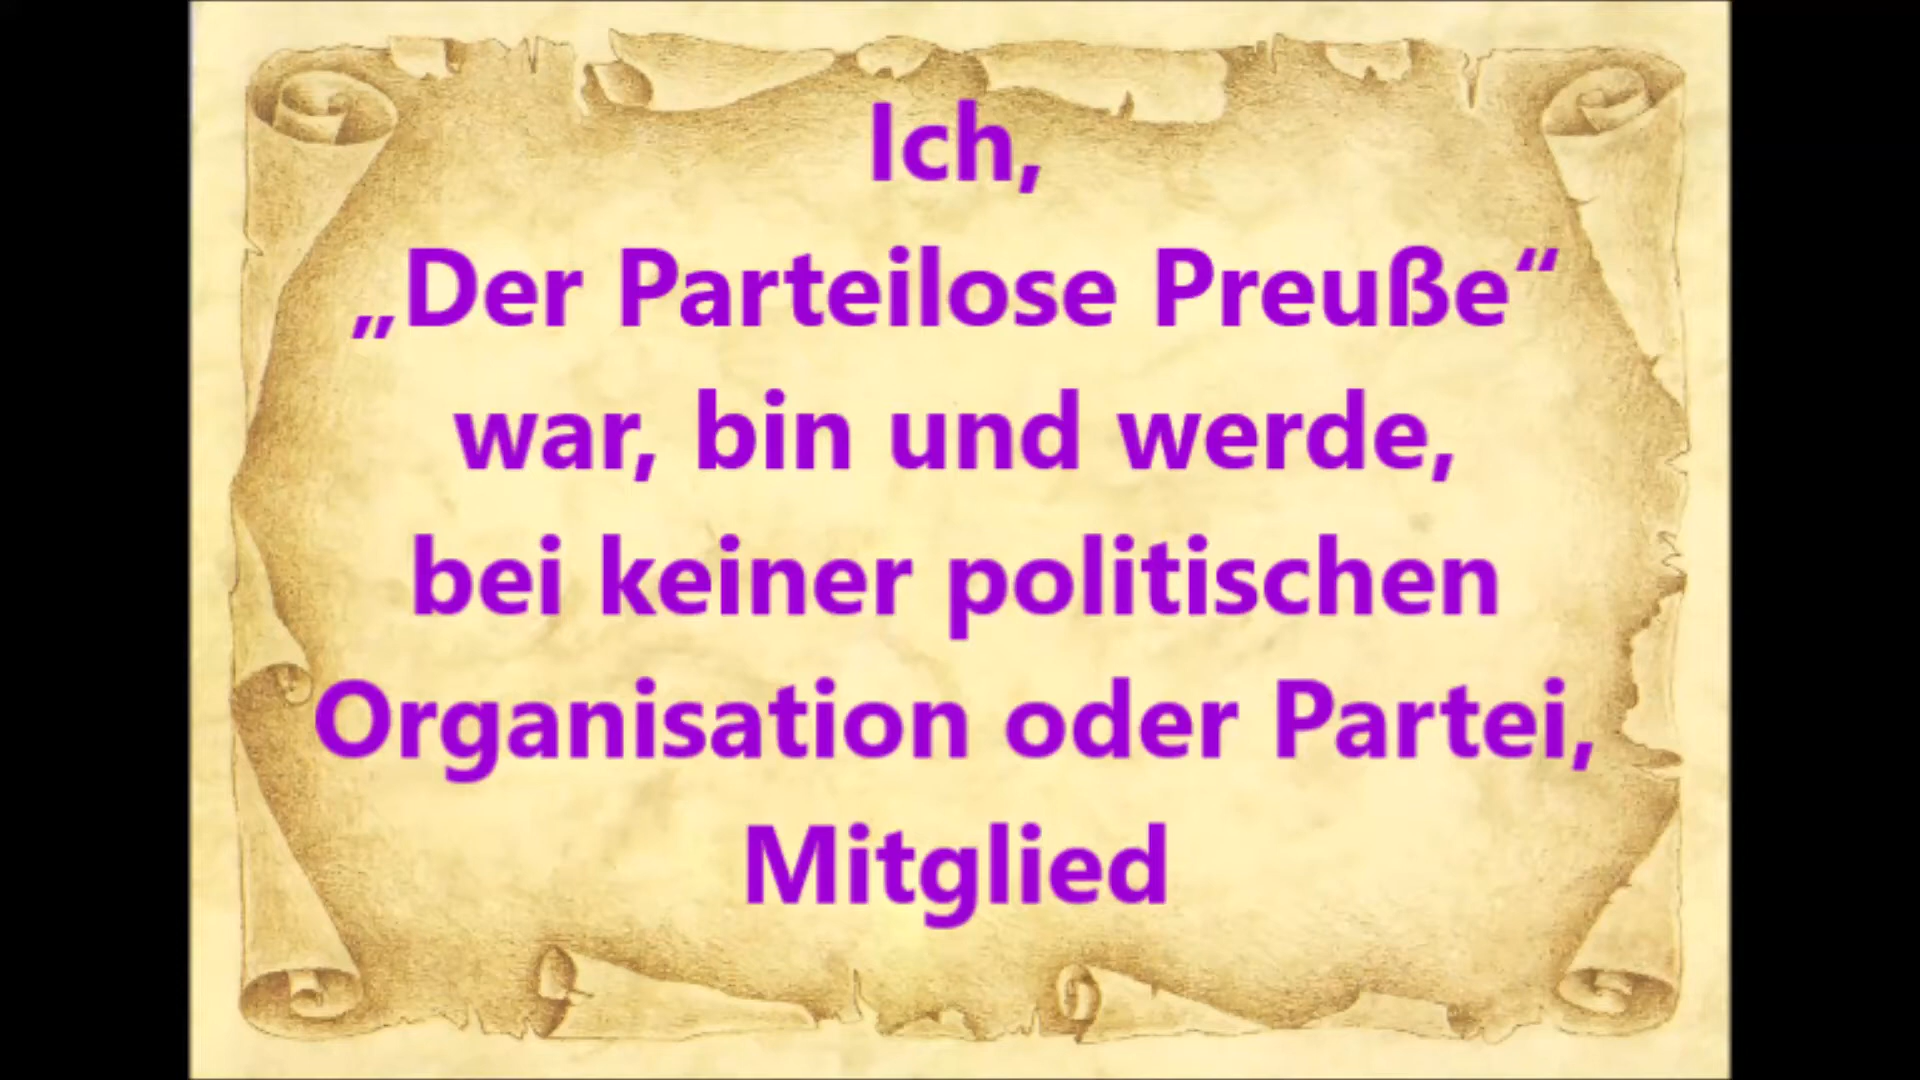 Ich,
„Der Parteilose Preuße“
war, bin und werde,
bei keiner politischen
Organisation oder Partei,
Mitglied